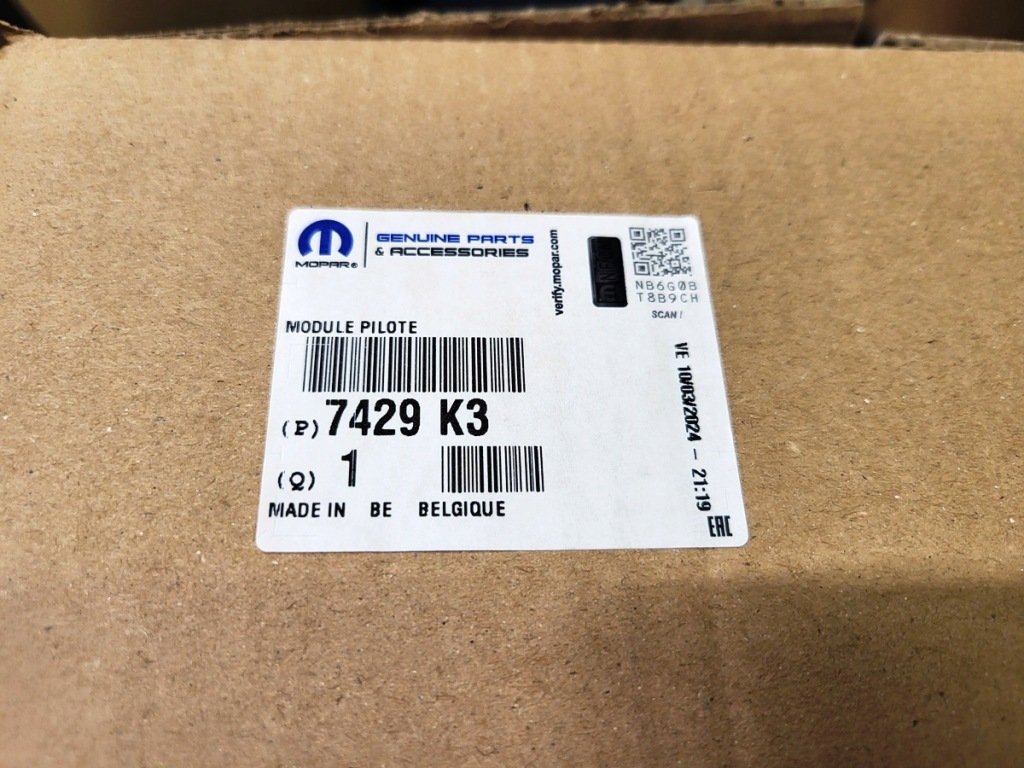 MOPAR®
GENUINE PARTS
& ACCESSORIES
verify.mopar.com
NB6G0B
T8B9CH
SCAN!
MODULE PILOTE
(P) 7429 K3
(Q) 1
MADE IN BE BELGIQUE
VE 10/03/2024 - 21:19
EAC